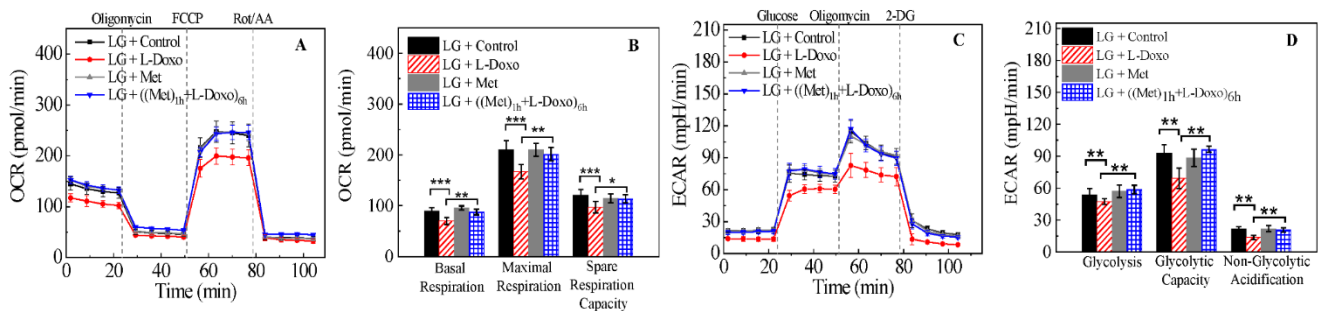 Oligomycin FCCP Rot/AA
A
LG + Control
LG + L-Doxo
LG + Met
LG + ((Met)1h+L-Doxo)6h
400
300
200
100
0
OCR (pmol/min)
0 20 40 60 80 100
Time (min)
B
LG + Control
LG + L-Doxo
LG + Met
LG + ((Met)1h+L-Doxo)6h
400
300
200
100
0
OCR (pmol/min)
*** ** *** ** *** *
Basal Respiration
Maximal Respiration
Spare Respiration Capacity
Glucose Oligomycin 2-DG
C
LG + Control
LG + L-Doxo
LG + Met
LG + ((Met)1h+L-Doxo)6h
180
150
120
90
60
30
0
ECAR (mpH/min)
0 20 40 60 80 100
Time (min)
D
LG + Control
LG + L-Doxo
LG + Met
LG + ((Met)1h+L-Doxo)6h
180
150
120
90
60
30
0
ECAR (mpH/min)
** ** ** ** ** **
Glycolysis
Glycolytic Capacity
Non-Glycolytic Acidification